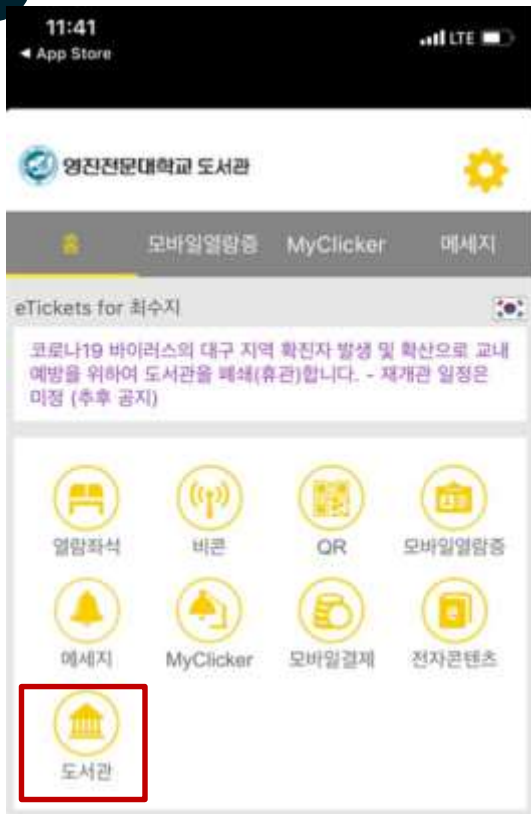 11:41
◀ App Store
LTE
영진전문대학교 도서관
홈 모바일열람증 MyClicker 메세지
eTickets for 최수지
코로나19 바이러스의 대구 지역 확진자 발생 및 확산으로 교내
예방을 위하여 도서관을 폐쇄(휴관)합니다. - 재개관 일정은
미정 (추후 공지)
열람좌석 비콘 QR 모바일열람증
메세지 MyClicker 모바일결제 전자콘텐츠
도서관